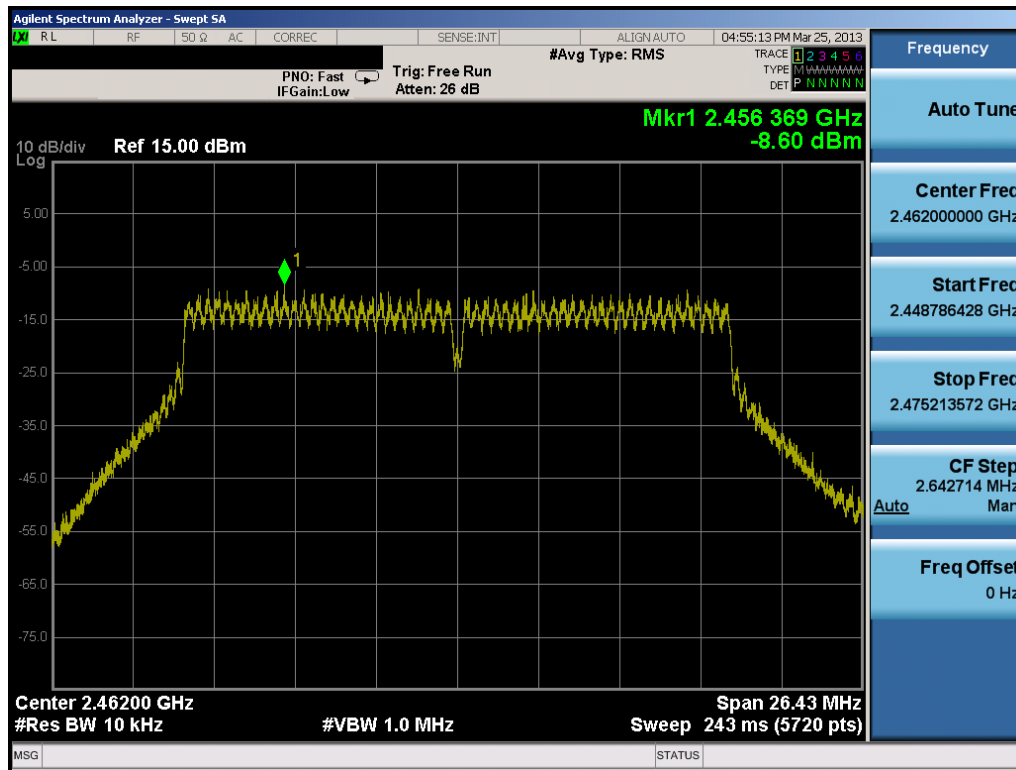 Agilent Spectrum Analyzer - Swept SA
LXI RL RF 50 Ω AC CORREC SENSE:INT ALIGN AUTO 04:55:13 PM Mar 25, 2013
PNO: Fast
IFGain:Low
Trig: Free Run
Atten: 26 dB
#Avg Type: RMS
TRACE 1 2 3 4 5 6
TYPE M
DET P N N N N N
Mkr1 2.456 369 GHz
-8.60 dBm
10 dB/div Ref 15.00 dBm
Log
5.00
-5.00
1
-15.0
-25.0
-35.0
-45.0
-55.0
-65.0
-75.0
Center 2.46200 GHz Span 26.43 MHz
#Res BW 10 kHz #VBW 1.0 MHz Sweep 243 ms (5720 pts)
MSG STATUS
Frequency
Auto Tune
Center Freq
2.462000000 GHz
Start Freq
2.448786428 GHz
Stop Freq
2.475213572 GHz
CF Step
2.642714 MHz
Auto Man
Freq Offset
0 Hz